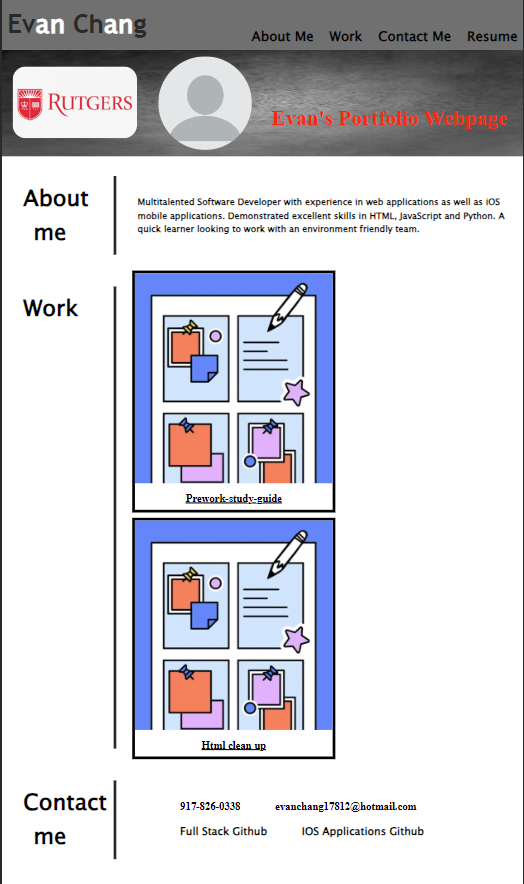 Evan Chang
About Me Work Contact Me Resume
RUTGERS
Evan's Portfolio Webpage
About
me
Multitalented Software Developer with experience in web applications as well as iOS
mobile applications. Demonstrated excellent skills in HTML, JavaScript and Python. A
quick learner looking to work with an environment friendly team.
Work
Prework-study-guide
Html clean up
Contact
me
917-826-0338 evanchang17812@hotmail.com
Full Stack Github IOS Applications Github